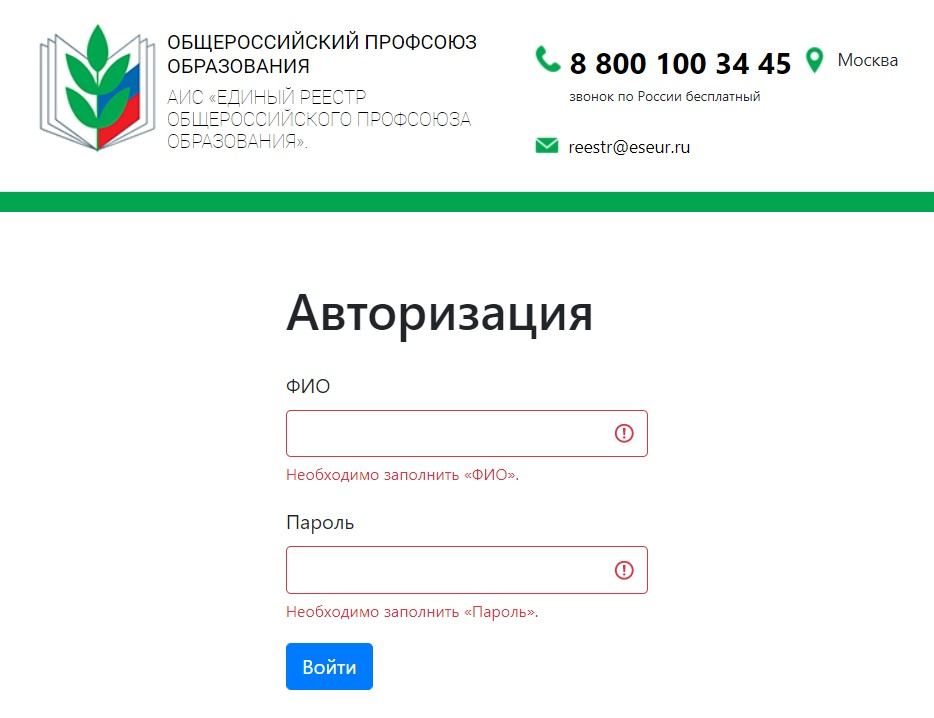 ОБЩЕРОССИЙСКИЙ ПРОФСОЮЗ
ОБРАЗОВАНИЯ
АИС «ЕДИНЫЙ РЕЕСТР
ОБЩЕРОССИЙСКОГО ПРОФСОЮЗА
ОБРАЗОВАНИЯ».
8 800 100 34 45
звонок по России бесплатный
Москва
reestr@eseur.ru
Авторизация
ФИО
Необходимо заполнить «ФИО».
Пароль
Необходимо заполнить «Пароль».
Войти